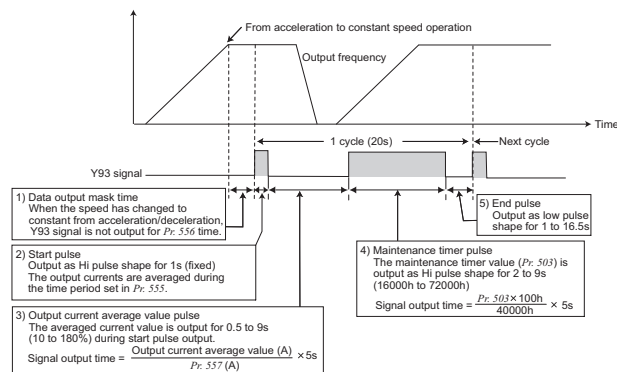 From acceleration to constant speed operation
Output frequency
Time
1 cycle (20s)
Next cycle
Y93 signal
1) Data output mask time
When the speed has changed to
constant from acceleration/deceleration,
Y93 signal is not output for Pr. 556 time.
2) Start pulse
Output as Hi pulse shape for 1s (fixed)
The output currents are averaged during
the time period set in Pr. 555.
3) Output current average value pulse
The averaged current value is output for 0.5 to 9s
(10 to 180%) during start pulse output.
Signal output time = Output current average value (A) / Pr. 557 (A) × 5s
5) End pulse
Output as low pulse
shape for 1 to 16.5s
4) Maintenance timer pulse
The maintenance timer value (Pr. 503) is
output as Hi pulse shape for 2 to 9s
(16000h to 72000h)
Signal output time = Pr. 503×100h / 40000h × 5s